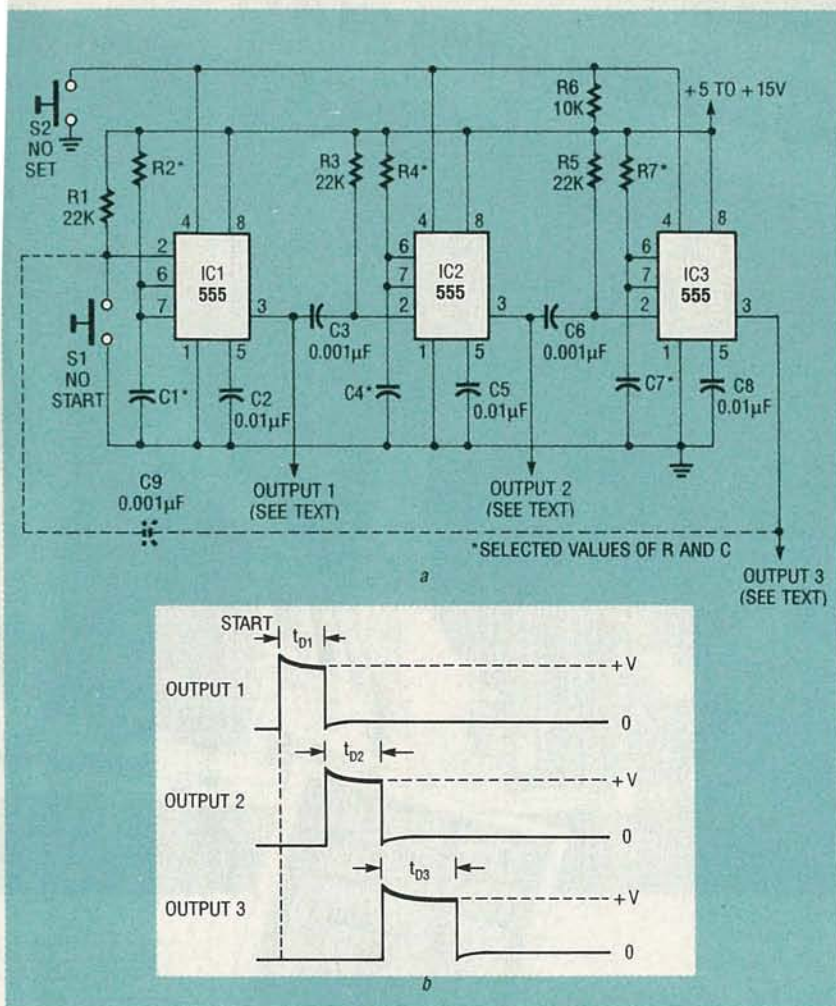 S2
NO
SET
R1
22K
R2*
R3
22K
R4*
R6
10K
R5
22K
R7*
+5 TO +15V
4 8
2
6
7
IC1
555
3
1 5
4 8
6
7
2
IC2
555
3
1 5
4 8
6
7
2
IC3
555
3
1 5
S1
NO
START
C1*
C2
0.01µF
C3
0.001µF
C4*
C5
0.01µF
C6
0.001µF
C7*
C8
0.01µF
C9
0.001µF
OUTPUT 1
(SEE TEXT)
OUTPUT 2
(SEE TEXT)
*SELECTED VALUES OF R AND C
OUTPUT 3
(SEE TEXT)
a
START
tD1
OUTPUT 1
+V
0
tD2
OUTPUT 2
+V
0
tD3
OUTPUT 3
+V
0
b